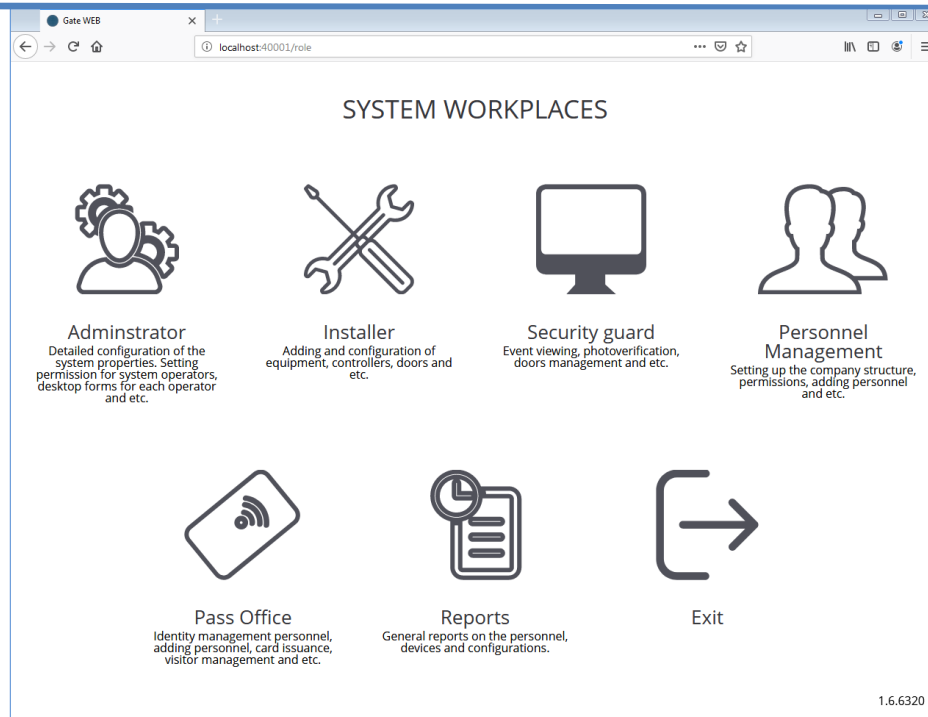 Gate WEB
localhost:40001/role
SYSTEM WORKPLACES
Adminstrator
Detailed configuration of the
system properties. Setting
permission for system operators,
desktop forms for each operator
and etc.
Installer
Adding and configuration of
equipment, controllers, doors and
etc.
Security guard
Event viewing, photoverification,
doors management and etc.
Personnel
Management
Setting up the company structure,
permissions, adding personnel
and etc.
Pass Office
Identity management personnel,
adding personnel, card issuance,
visitor management and etc.
Reports
General reports on the personnel,
devices and configurations.
Exit
1.6.6320